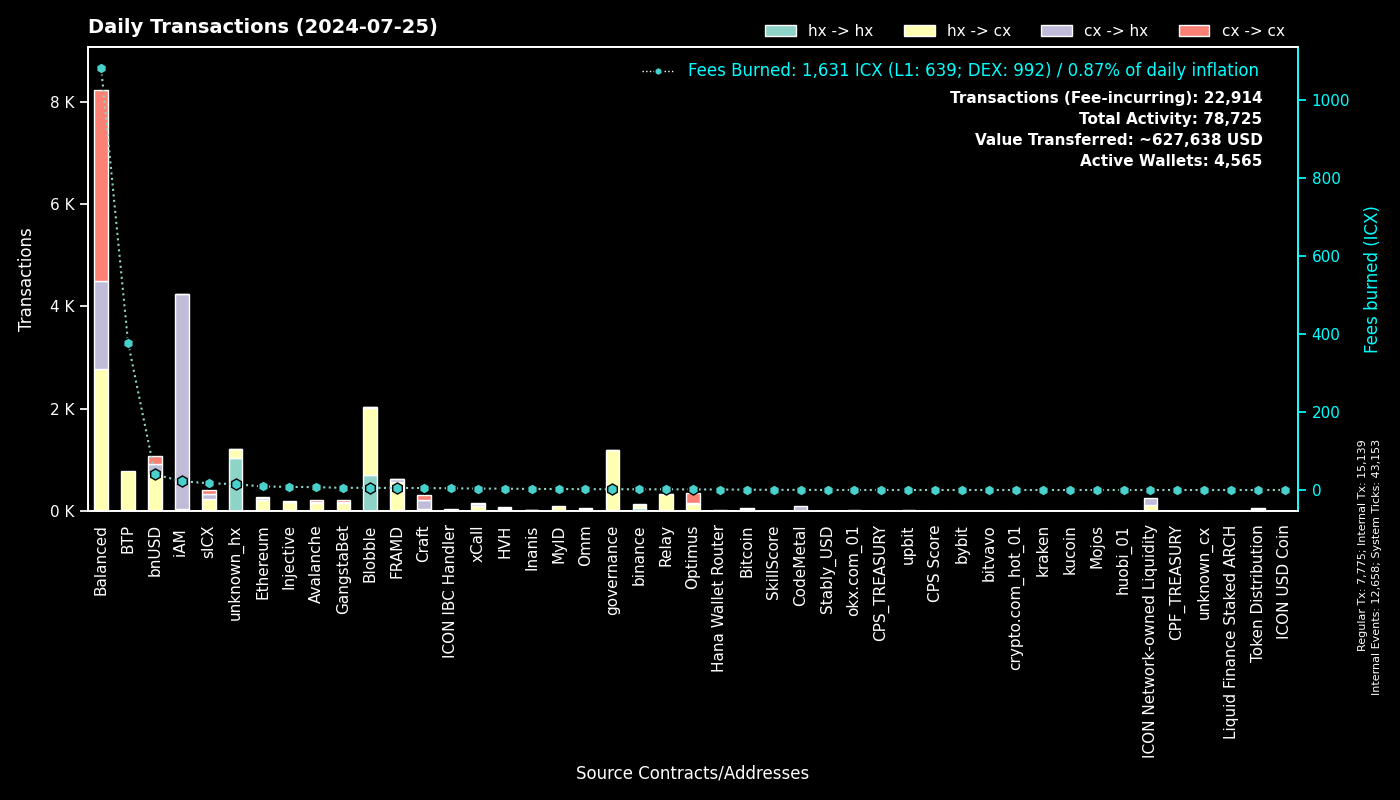 Daily Transactions (2024-07-25)
hx -> hx
hx -> cx
cx -> hx
cx -> cx
Fees Burned: 1,631 ICX (L1: 639; DEX: 992) / 0.87% of daily inflation
Transactions (Fee-incurring): 22,914
Total Activity: 78,725
Value Transferred: ~627,638 USD
Active Wallets: 4,565
Transactions
8 K
6 K
4 K
2 K
0 K
1000
800
600
400
200
0
Fees burned (ICX)
Balanced
BTP
bnUSD
iAM
sICX
unknown_hx
Ethereum
Injective
Avalanche
GangstaBet
Blobble
FRAMD
Craft
ICON IBC Handler
xCall
HVH
Inanis
MyID
Omm
governance
binance
Relay
Optimus
Hana Wallet Router
Bitcoin
SkillScore
CodeMetal
Stably_USD
okx.com_01
CPS_TREASURY
upbit
CPS Score
bybit
bitvavo
crypto.com_hot_01
kraken
kucoin
Mojos
huobi_01
ICON Network-owned Liquidity
CPF_TREASURY
unknown_cx
Liquid Finance Staked ARCH
Token Distribution
ICON USD Coin
Source Contracts/Addresses
Regular Tx: 7,775; Internal Tx: 15,139
Internal Events: 12,658; System Ticks: 43,153